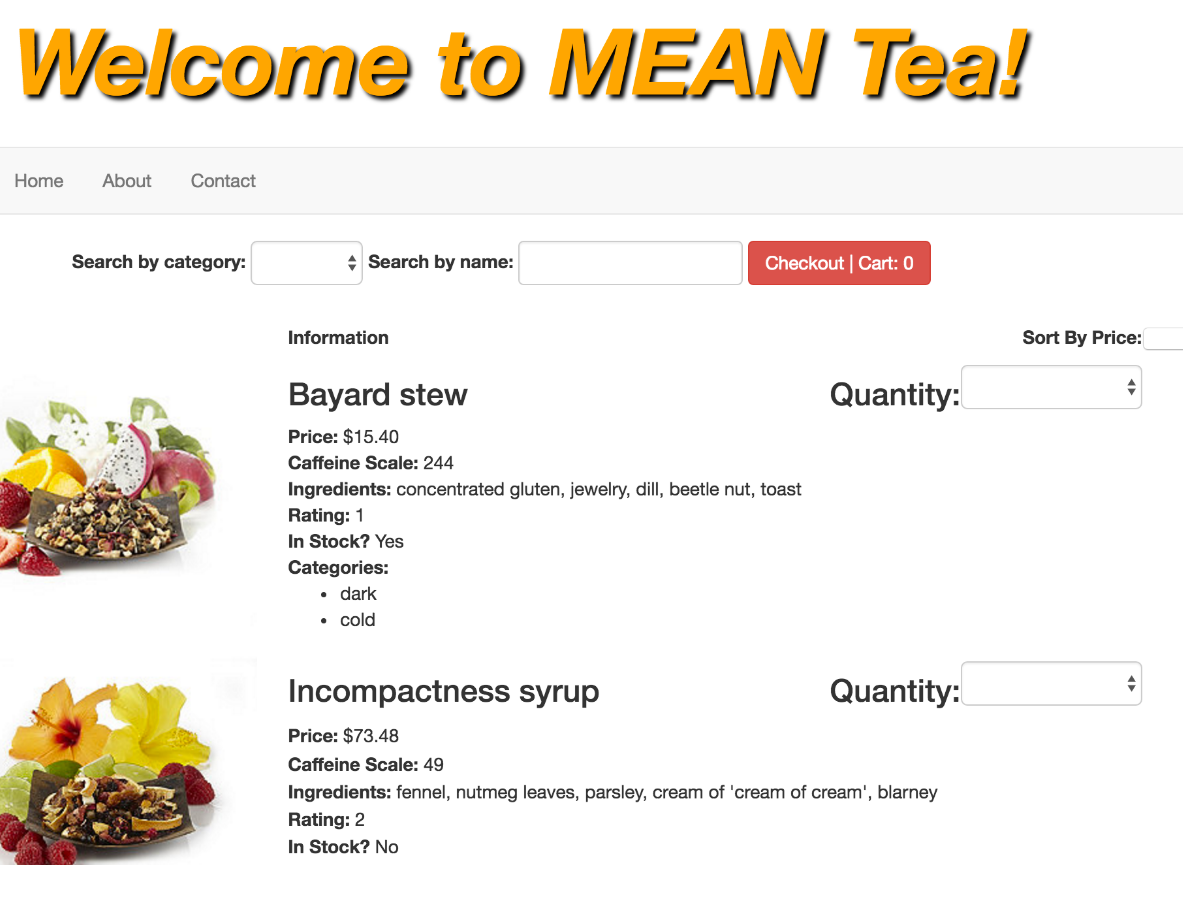 Welcome to MEAN Tea!
Home About Contact
Search by category: Search by name: Checkout | Cart: 0
Information Sort By Price:
Bayard stew Quantity:
Price: $15.40
Caffeine Scale: 244
Ingredients: concentrated gluten, jewelry, dill, beetle nut, toast
Rating: 1
In Stock? Yes
Categories:
• dark
• cold
Incompactness syrup Quantity:
Price: $73.48
Caffeine Scale: 49
Ingredients: fennel, nutmeg leaves, parsley, cream of 'cream of cream', blarney
Rating: 2
In Stock? No